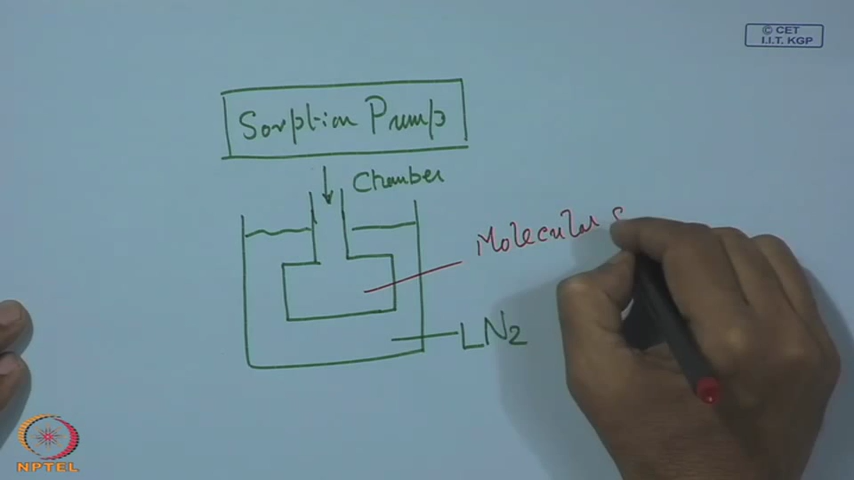 © CET
I.I.T. KGP
Sorption Pump
Chamber
Molecular S
LN2
NPTEL